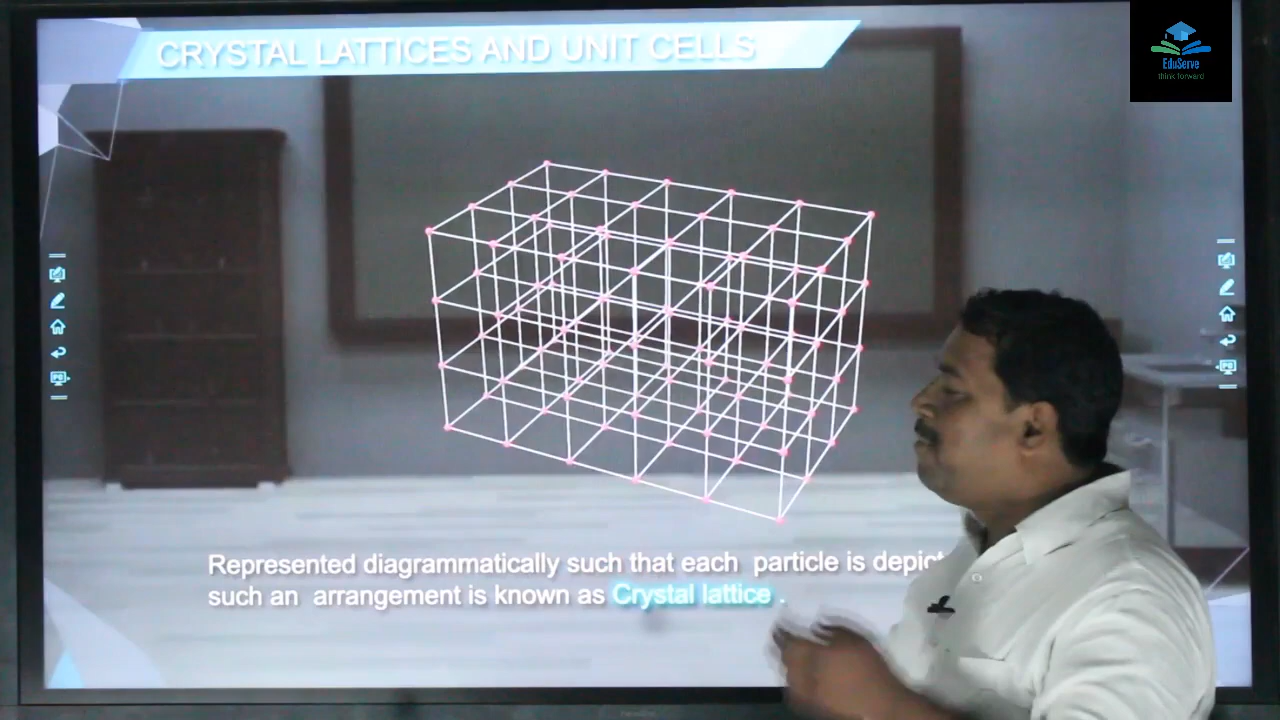 CRYSTAL LATTICES AND UNIT CELLS
EduServe
think forward
Represented diagrammatically such that each particle is
such an arrangement is known as Crystal lattice .